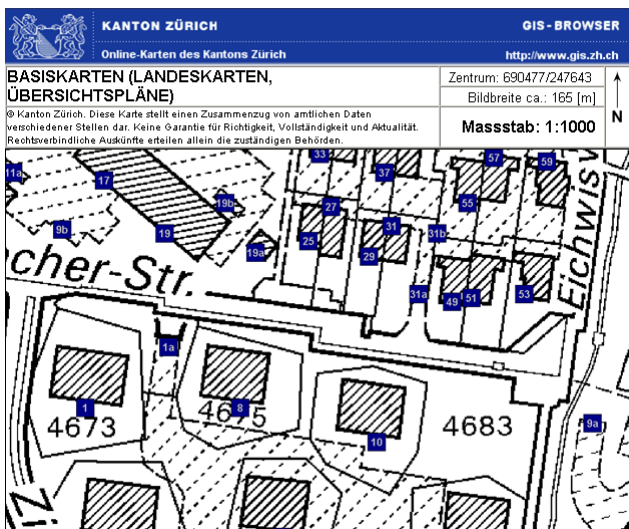 KANTON ZÜRICH
GIS - BROWSER
Online-Karten des Kantons Zürich
http://www.gis.zh.ch
BASISKARTEN (LANDESKARTEN,
ÜBERSICHTSPLÄNE)
© Kanton Zürich. Diese Karte stellt einen Zusammenzug von amtlichen Daten
verschiedener Stellen dar. Keine Garantie für Richtigkeit, Vollständigkeit und Aktualität.
Rechtsverbindliche Auskünfte erteilen allein die zuständigen Behörden.
Zentrum: 690477/247643
Bildbreite ca.: 165 [m]
Massstab: 1:1000
N
33
37
57
59
11a
17
55
19b
27
9b
19
25
31
31b
19a
29
cher-Str.
Eichwisv
31a
49
51
53
1a
1
8
10
9a
4673
4675
4683